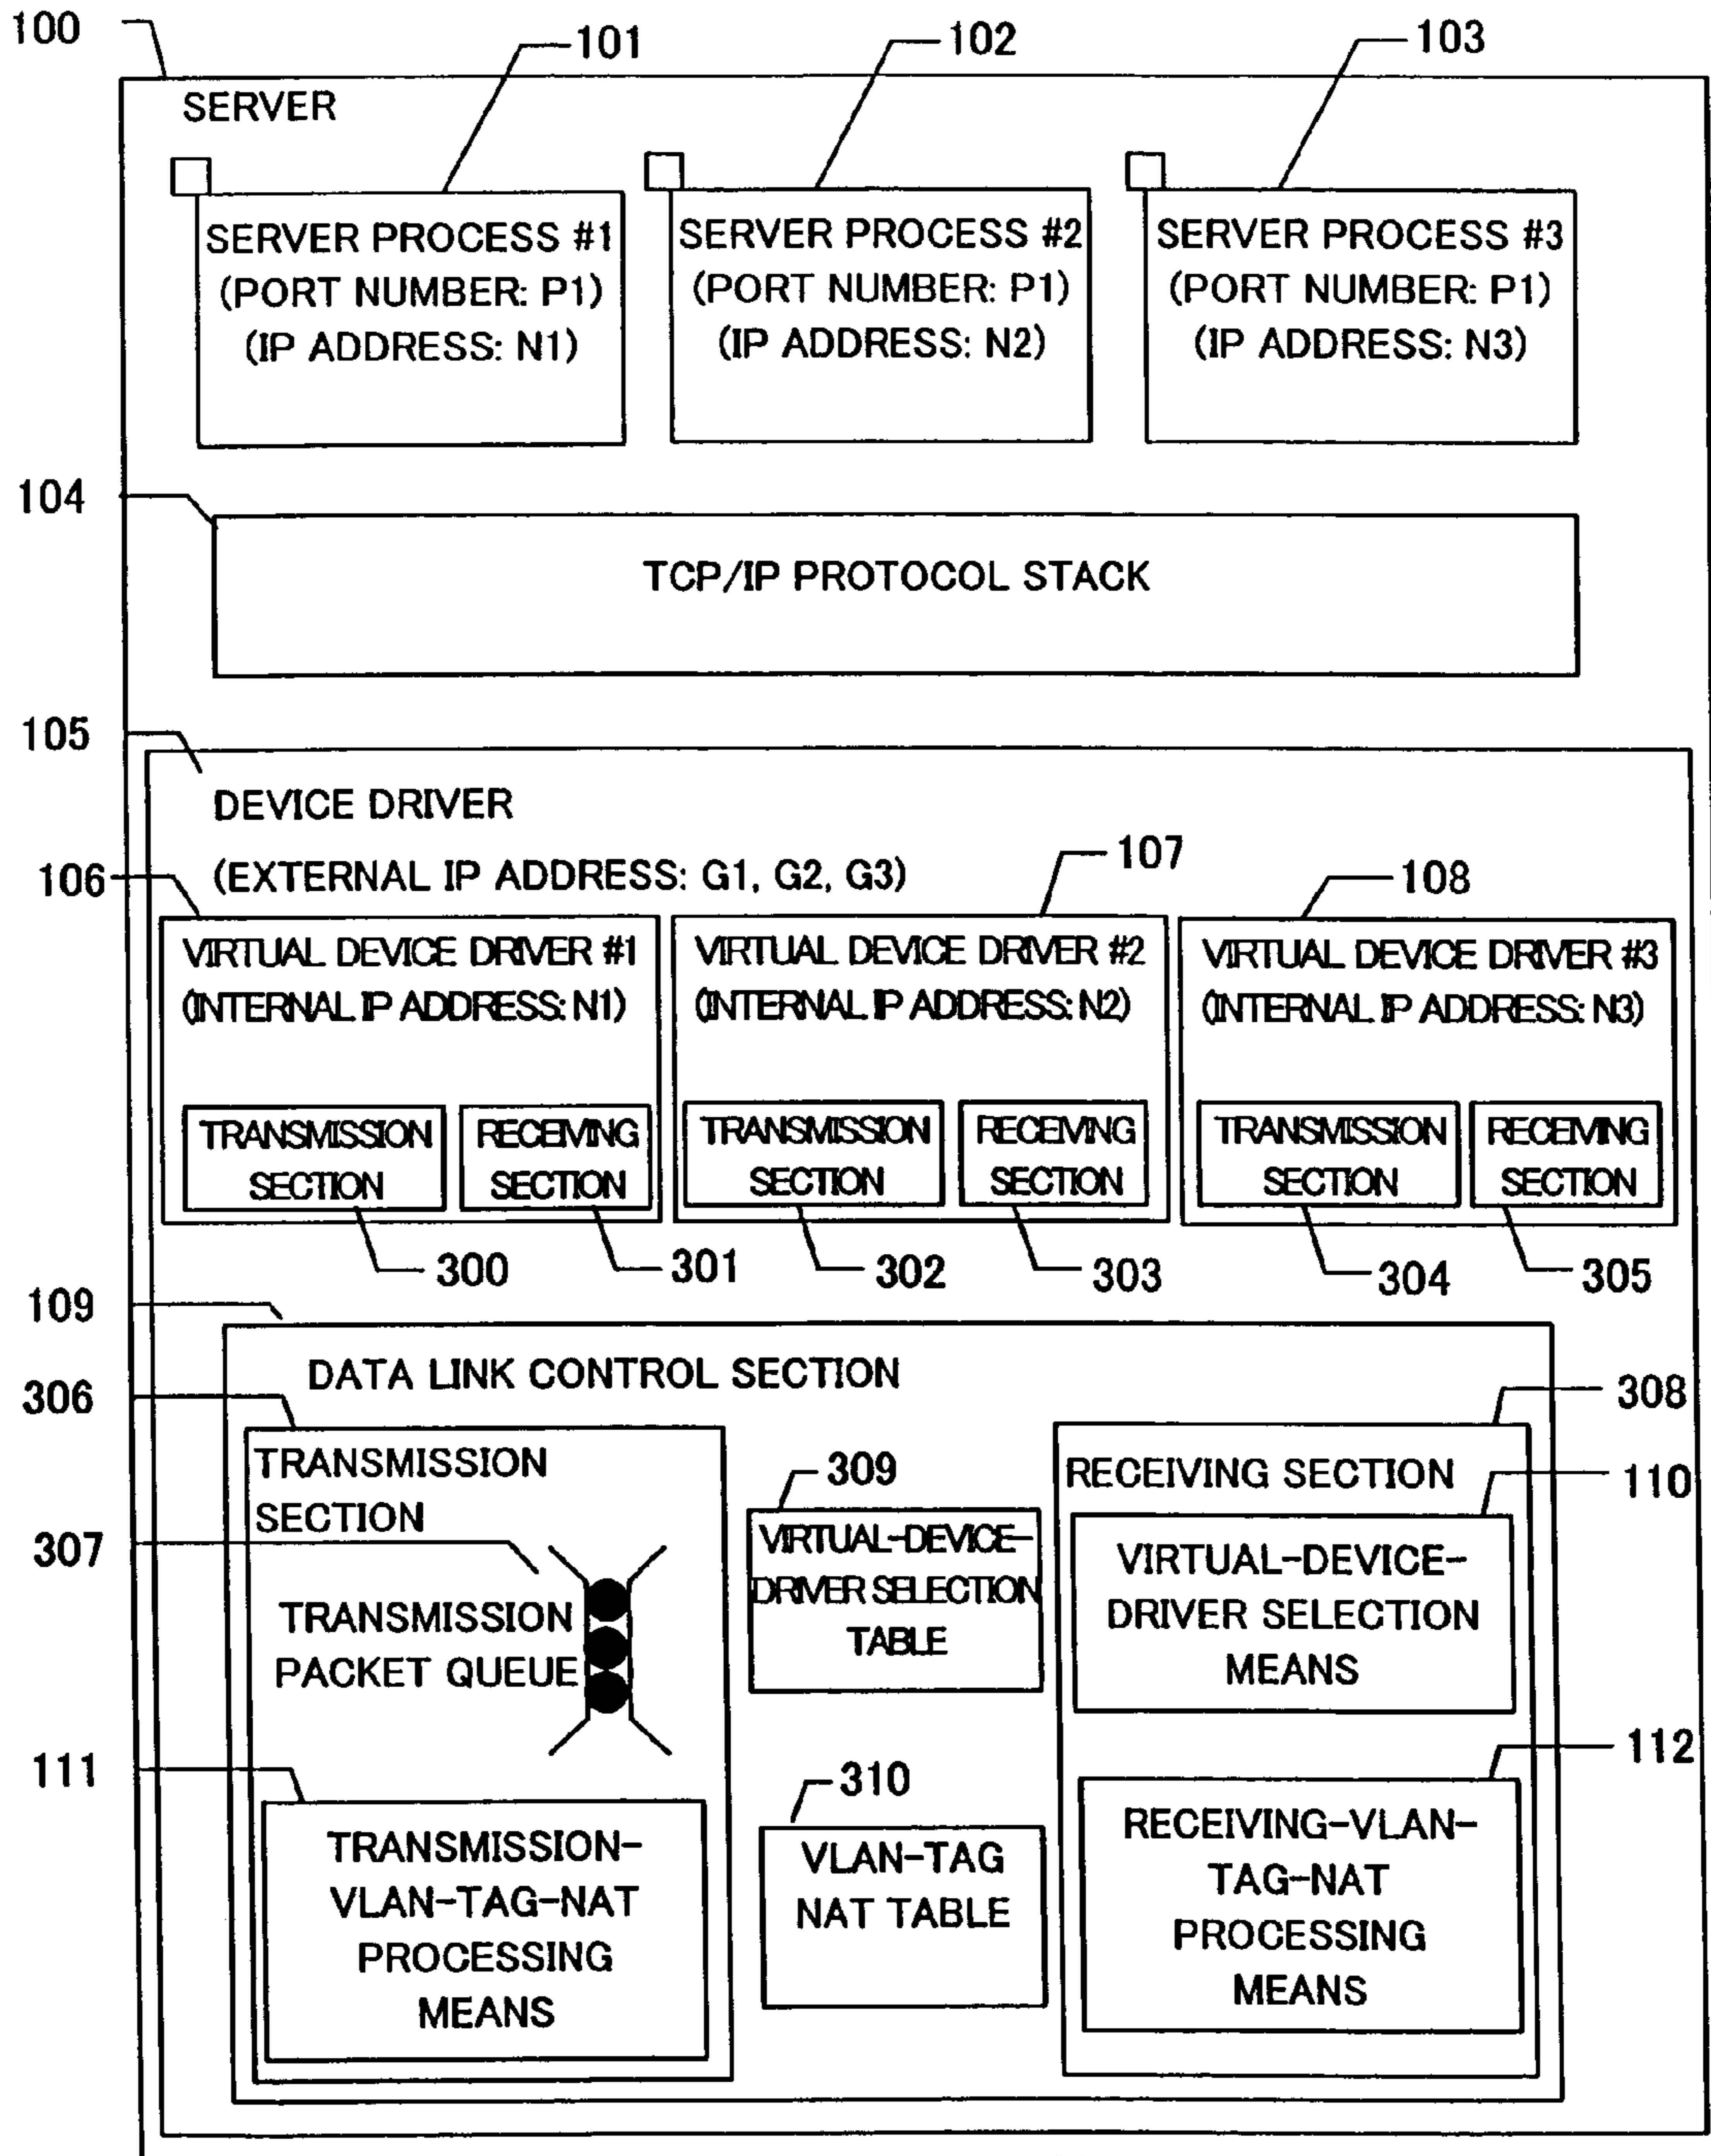 100
101
102
103
SERVER
SERVER PROCESS #1
(PORT NUMBER: P1)
(IP ADDRESS: N1)
SERVER PROCESS #2
(PORT NUMBER: P1)
(IP ADDRESS: N2)
SERVER PROCESS #3
(PORT NUMBER: P1)
(IP ADDRESS: N3)
104
TCP/IP PROTOCOL STACK
105
DEVICE DRIVER
(EXTERNAL IP ADDRESS: G1, G2, G3)
106
107
108
VIRTUAL DEVICE DRIVER #1
(INTERNAL IP ADDRESS: N1)
TRANSMISSION
SECTION
RECEIVING
SECTION
VIRTUAL DEVICE DRIVER #2
(INTERNAL IP ADDRESS: N2)
TRANSMISSION
SECTION
RECEIVING
SECTION
VIRTUAL DEVICE DRIVER #3
(INTERNAL IP ADDRESS: N3)
TRANSMISSION
SECTION
RECEIVING
SECTION
300
301
302
303
304
305
109
DATA LINK CONTROL SECTION
306
TRANSMISSION
SECTION
307
TRANSMISSION
PACKET QUEUE
111
TRANSMISSION-
VLAN-TAG-NAT
PROCESSING
MEANS
309
VIRTUAL-DEVICE-
DRIVER SELECTION
TABLE
310
VLAN-TAG
NAT TABLE
308
RECEIVING SECTION
110
VIRTUAL-DEVICE-
DRIVER SELECTION
MEANS
112
RECEIVING-VLAN-
TAG-NAT
PROCESSING
MEANS